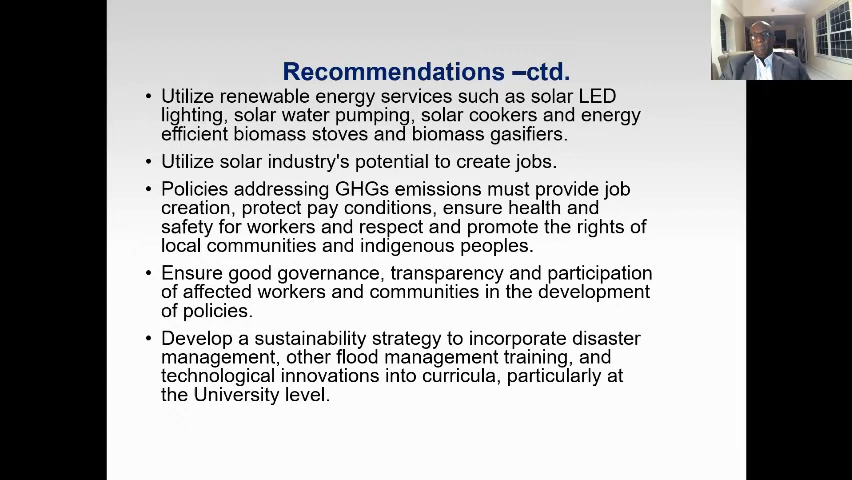 Recommendations –ctd.
• Utilize renewable energy services such as solar LED
lighting, solar water pumping, solar cookers and energy
efficient biomass stoves and biomass gasifiers.
• Utilize solar industry's potential to create jobs.
• Policies addressing GHGs emissions must provide job
creation, protect pay conditions, ensure health and
safety for workers and respect and promote the rights of
local communities and indigenous peoples.
• Ensure good governance, transparency and participation
of affected workers and communities in the development
of policies.
• Develop a sustainability strategy to incorporate disaster
management, other flood management training, and
technological innovations into curricula, particularly at
the University level.